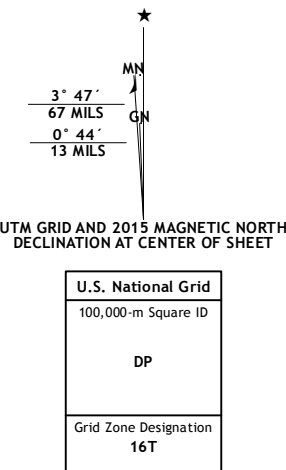 MN
3° 47´
67 MILS
GN
0° 44´
13 MILS
UTM GRID AND 2015 MAGNETIC NORTH
DECLINATION AT CENTER OF SHEET
U.S. National Grid
100,000-m Square ID
DP
Grid Zone Designation
16T